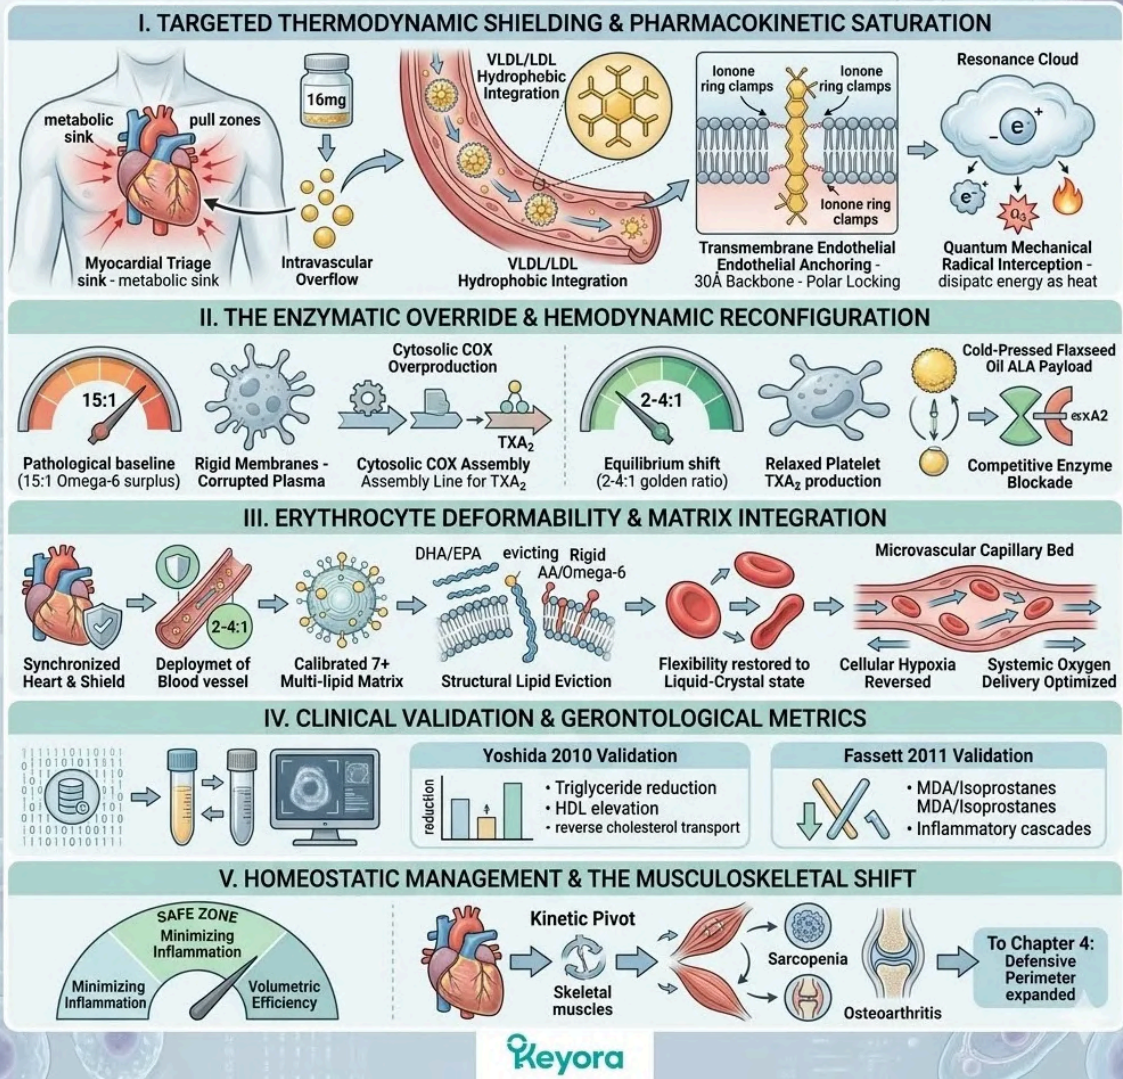 I. TARGETED THERMODYNAMIC SHIELDING & PHARMACOKINETIC SATURATION
metabolic
sink
pull zones
Myocardial Triage
sink - metabolic sink
16mg
Intravascular
Overflow
VLDL/LDL
Hydrophebic
Integration
VLDL/LDL
Hydrophobic Integration
Ionone
ring clamps
Ionone
ring clamps
Ionone ring
clamps
Transmembrane Endothelial
Endothelial Anchoring -
30Å Backbone - Polar Locking
Resonance Cloud
− e +
e +
Quantum Mechanical
Radical Interception -
disipatc energy as heat
II. THE ENZYMATIC OVERRIDE & HEMODYNAMIC RECONFIGURATION
15:1
Pathological baseline
(15:1 Omega-6 surplus)
Rigid Membranes -
Corrupted Plasma
Cytosolic COX
Overproduction
TXA₂
Cytosolic COX Assembly
Assembly Line for TXA₂
2-4:1
Equilibrium shift
(2-4:1 golden ratio)
Relaxed Platelet
TXA₂ production
Cold-Pressed Flaxseed
Oil ALA Payload
esxA2
Competitive Enzyme
Blockade
III. ERYTHROCYTE DEFORMABILITY & MATRIX INTEGRATION
Synchronized
Heart & Shield
2-4:1
Deploymet of
Blood vessel
Calibrated 7+
Multi-lipid Matrix
DHA/EPA
evicting Rigid
AA/Omega-6
Structural Lipid Eviction
Flexibility restored to
Liquid-Crystal state
Microvascular Capillary Bed
Cellular Hypoxia
Reversed
Systemic Oxygen
Delivery Optimized
IV. CLINICAL VALIDATION & GERONTOLOGICAL METRICS
Yoshida 2010 Validation
reduction
• Triglyceride reduction
• HDL elevation
• reverse cholesterol transport
Fassett 2011 Validation
• MDA/Isoprostanes
MDA/Isoprostanes
• Inflammatory cascades
V. HOMEOSTATIC MANAGEMENT & THE MUSCULOSKELETAL SHIFT
SAFE ZONE
Minimizing
Inflammation
Minimizing
Inflammation
Volumetric
Efficiency
Kinetic Pivot
Skeletal
muscles
Sarcopenia
Osteoarthritis
To Chapter 4:
Defensive
Perimeter
expanded
Keyora